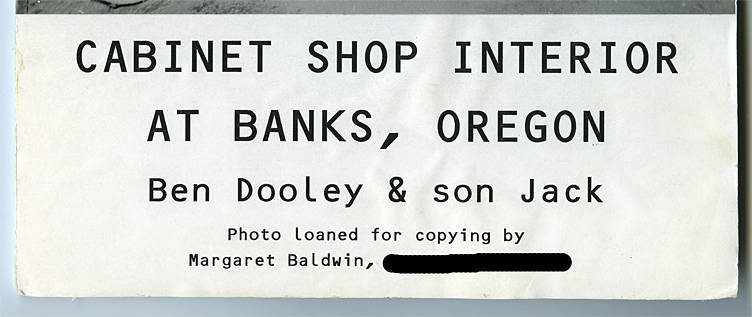 CABINET SHOP INTERIOR
AT BANKS, OREGON
Ben Dooley & son Jack
Photo loaned for copying by
Margaret Baldwin,